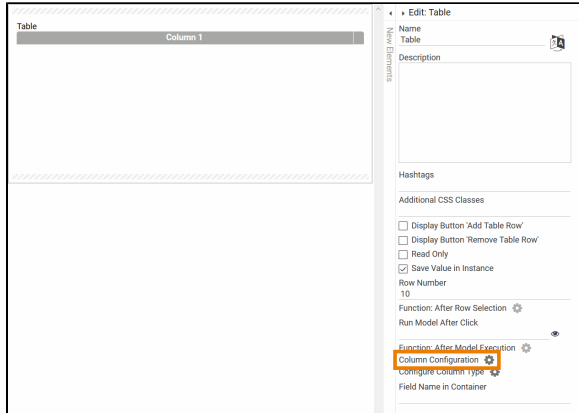 Table
Column 1
New Elements
Edit: Table
Name
Table
Description
Hashtags
Additional CSS Classes
Display Button 'Add Table Row'
Display Button 'Remove Table Row'
Read Only
Save Value in Instance
Row Number
10
Function: After Row Selection
Run Model After Click
Function: After Model Execution
Column Configuration
Configure Column Type
Field Name in Container